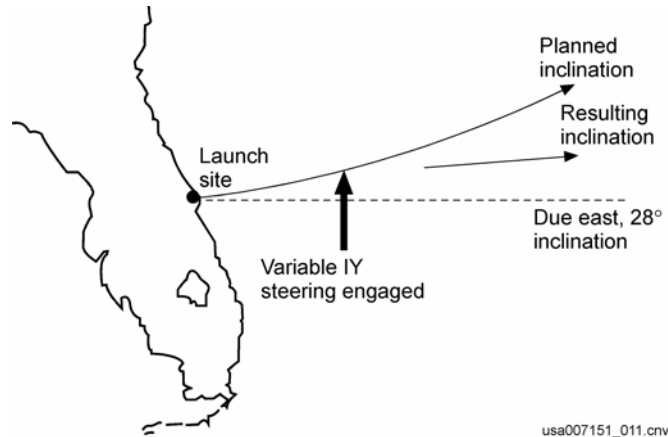 Planned
inclination
Resulting
inclination
Launch
site
Due east, 28°
inclination
Variable IY
steering engaged
usa007151_011.cnv